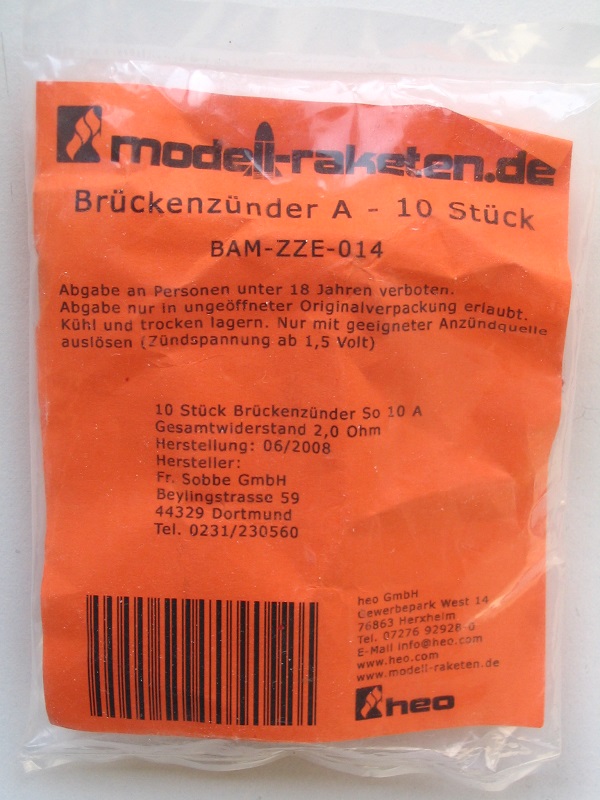 modell-raketen.de
Brückenzünder A - 10 Stück
BAM-ZZE-014
Abgabe an Personen unter 18 Jahren verboten.
Abgabe nur in ungeöffneter Originalverpackung erlaubt.
Kühl und trocken lagern. Nur mit geeigneter Anzündquelle
auslösen (Zündspannung ab 1,5 Volt)
10 Stück Brückenzünder So 10 A
Gesamtwiderstand 2,0 Ohm
Herstellung: 06/2008
Hersteller:
Fr. Sobbe GmbH
Beylingstrasse 59
44329 Dortmund
Tel. 0231/230560
heo GmbH
Gewerbepark West 14
76863 Herxheim
Tel. 07276 92928-0
E-Mail info@heo.com
www.heo.com
www.modell-raketen.de
heo